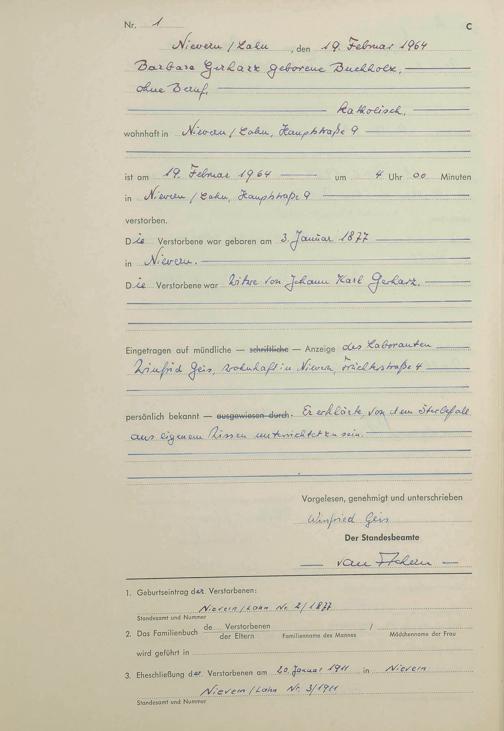 Nr. 1 C
Nievern/Lahn, den 19. Februar 1964
Barbara Gerharz geborene Buchholz,
ohne Beruf,
Katholisch,
wohnhaft in Nievern/Lahn, Hauptstraße 9
ist am 19. Februar 1964 um 4 Uhr 00 Minuten
in Nievern/Lahn, Hauptstraße 9
verstorben.
Die Verstorbene war geboren am 3. Januar 1877
in Nievern.
Die Verstorbene war Witwe von Johann Karl Gerharz.
Eingetragen auf mündliche — schriftliche — Anzeige des Laboranten
Winfried Geis, wohnhaft in Nievern, 4
persönlich bekannt — ausgewiesen durch. Er erklärte, von dem Sterbefall
aus eigenem Wissen unterrichtet zu sein.
Vorgelesen, genehmigt und unterschrieben
Winfried Geis
Der Standesbeamte
— van —
1. Geburtseintrag der Verstorbenen:
Nievern/Lahn Nr. 2/1877
Standesamt und Nummer
2. Das Familienbuch de Verstorbenen /
der Eltern Familienname des Mannes Mädchenname der Frau
wird geführt in
3. Eheschließung der Verstorbenen am 20. Januar 1911 in Nievern
Nievern/Lahn Nr. 3/1911
Standesamt und Nummer